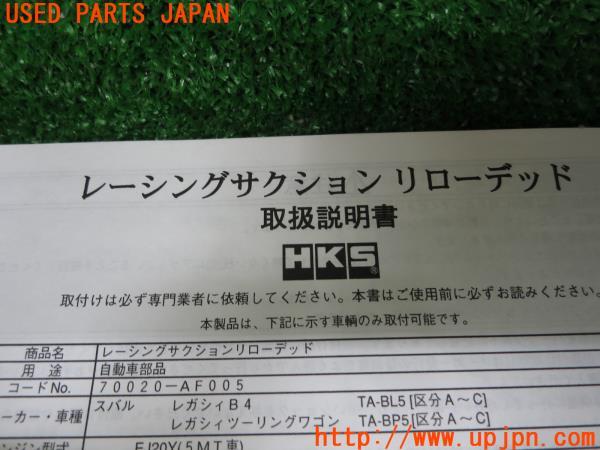 USED PARTS JAPAN
レーシングサクション リローデッド
取扱説明書
HKS®
取付けは必ず専門業者に依頼してください。本書はご使用前に必ずお読みください。
本製品は、下記に示す車輌のみ取付可能です。
商品名 レーシングサクションリローデッド
用　途 自動車部品
コードNo. 70020-AF005
ーカー・車種 スバル レガシィB4 TA-BL5[区分A～C]
レガシィツーリングワゴン TA-BP5[区分A～C]
ンジン型式 EJ20Y(5MT車)
http://www.upjpn.com